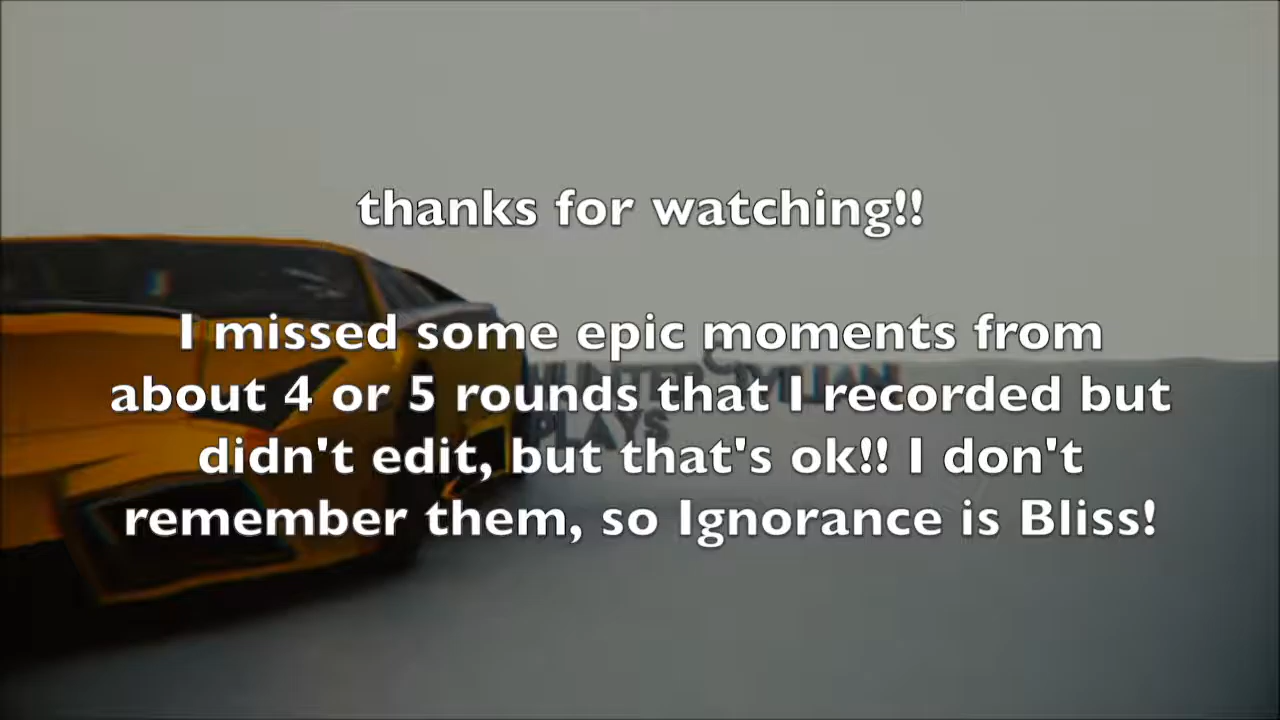 thanks for watching!!
I missed some epic moments from
about 4 or 5 rounds that I recorded but
didn't edit, but that's ok!! I don't
remember them, so Ignorance is Bliss!
PLAYS